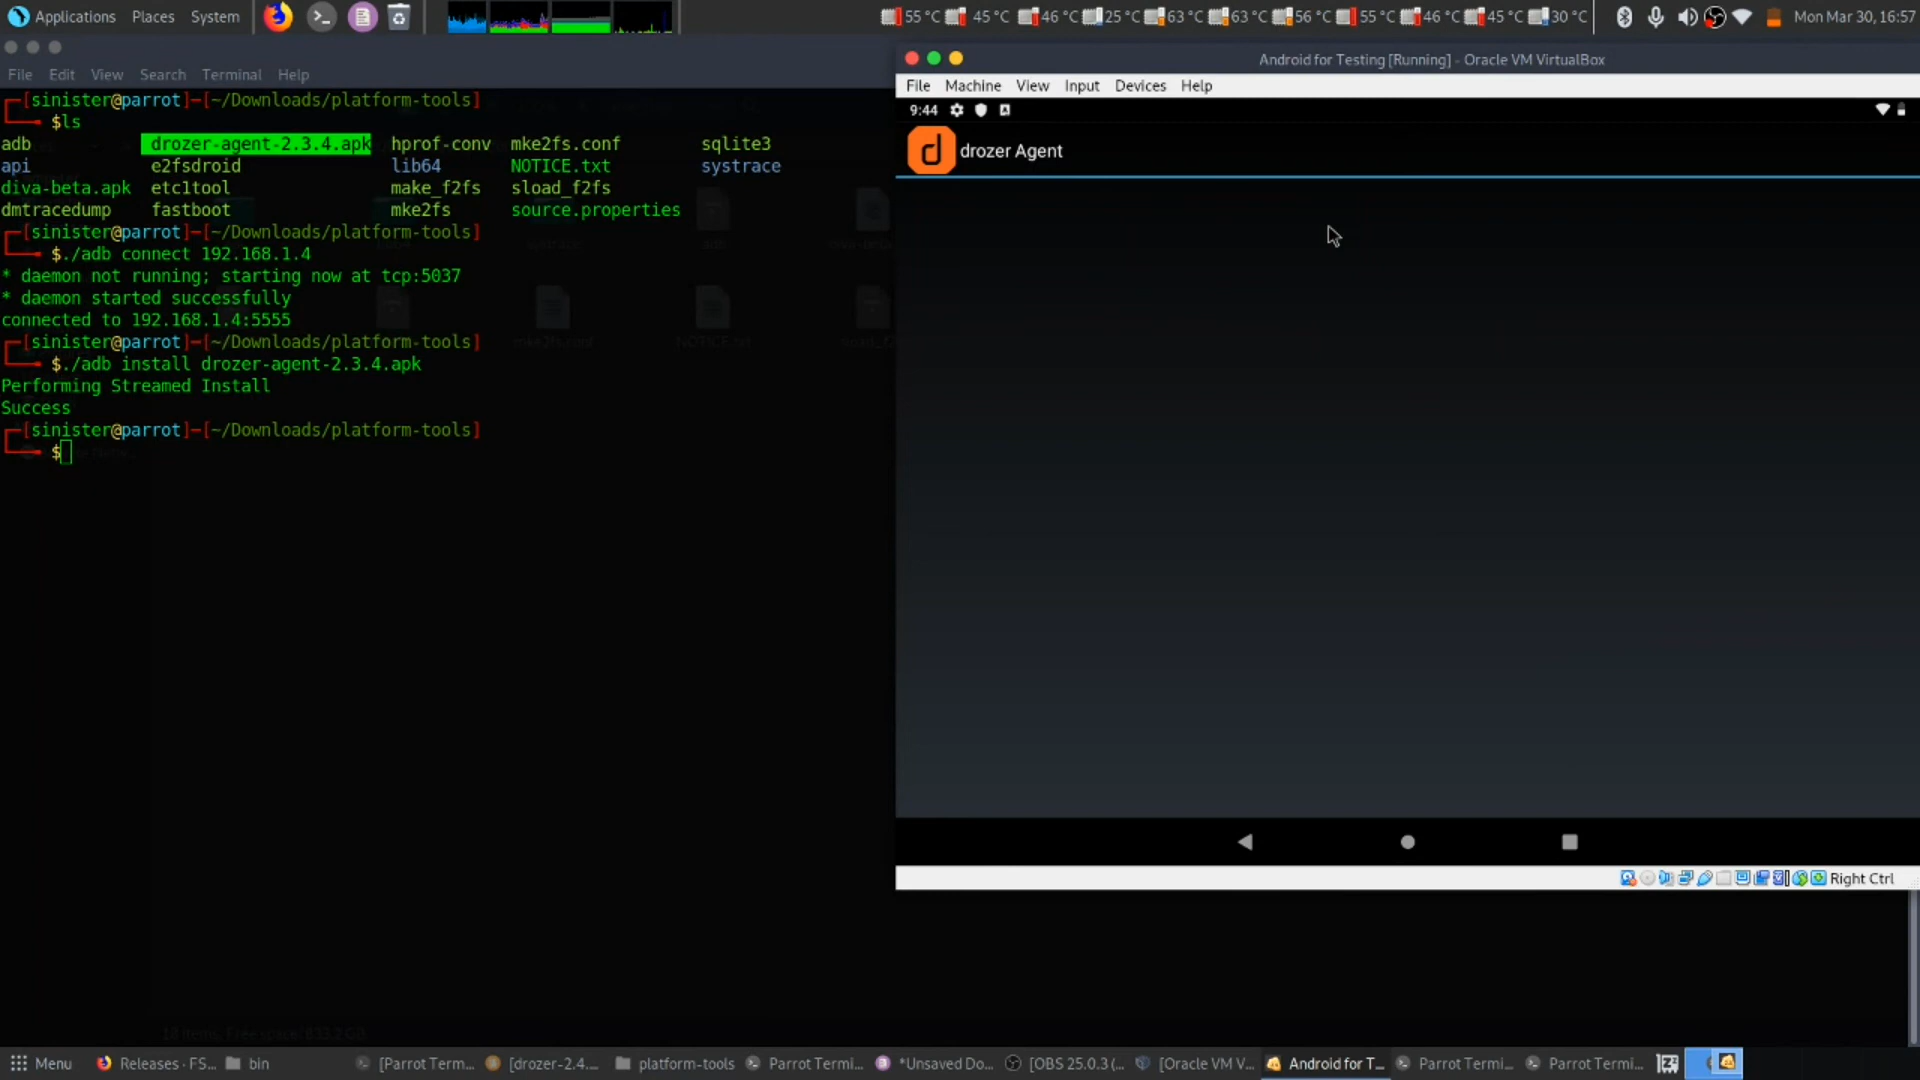 Applications Places System
55 °C 45 °C 46 °C 25 °C 63 °C 63 °C 56 °C 55 °C 46 °C 45 °C 30 °C Mon Mar 30, 16:57
File Edit View Search Terminal Help
[sinister@parrot]-[~/Downloads/platform-tools]
$ls
adb drozer-agent-2.3.4.apk hprof-conv mke2fs.conf sqlite3
api e2fsdroid lib64 NOTICE.txt systrace
diva-beta.apk etc1tool make_f2fs sload_f2fs
dmtracedump fastboot mke2fs source.properties
[sinister@parrot]-[~/Downloads/platform-tools]
$./adb connect 192.168.1.4
* daemon not running; starting now at tcp:5037
* daemon started successfully
connected to 192.168.1.4:5555
[sinister@parrot]-[~/Downloads/platform-tools]
$./adb install drozer-agent-2.3.4.apk
Performing Streamed Install
Success
[sinister@parrot]-[~/Downloads/platform-tools]
$
Android for Testing [Running] - Oracle VM VirtualBox
File Machine View Input Devices Help
9:44
drozer Agent
Right Ctrl
Menu Releases · FS... bin [Parrot Term... [drozer-2.4.... platform-tools Parrot Termi... *Unsaved Do... [OBS 25.0.3 (... [Oracle VM V... Android for T... Parrot Termi... Parrot Termi...